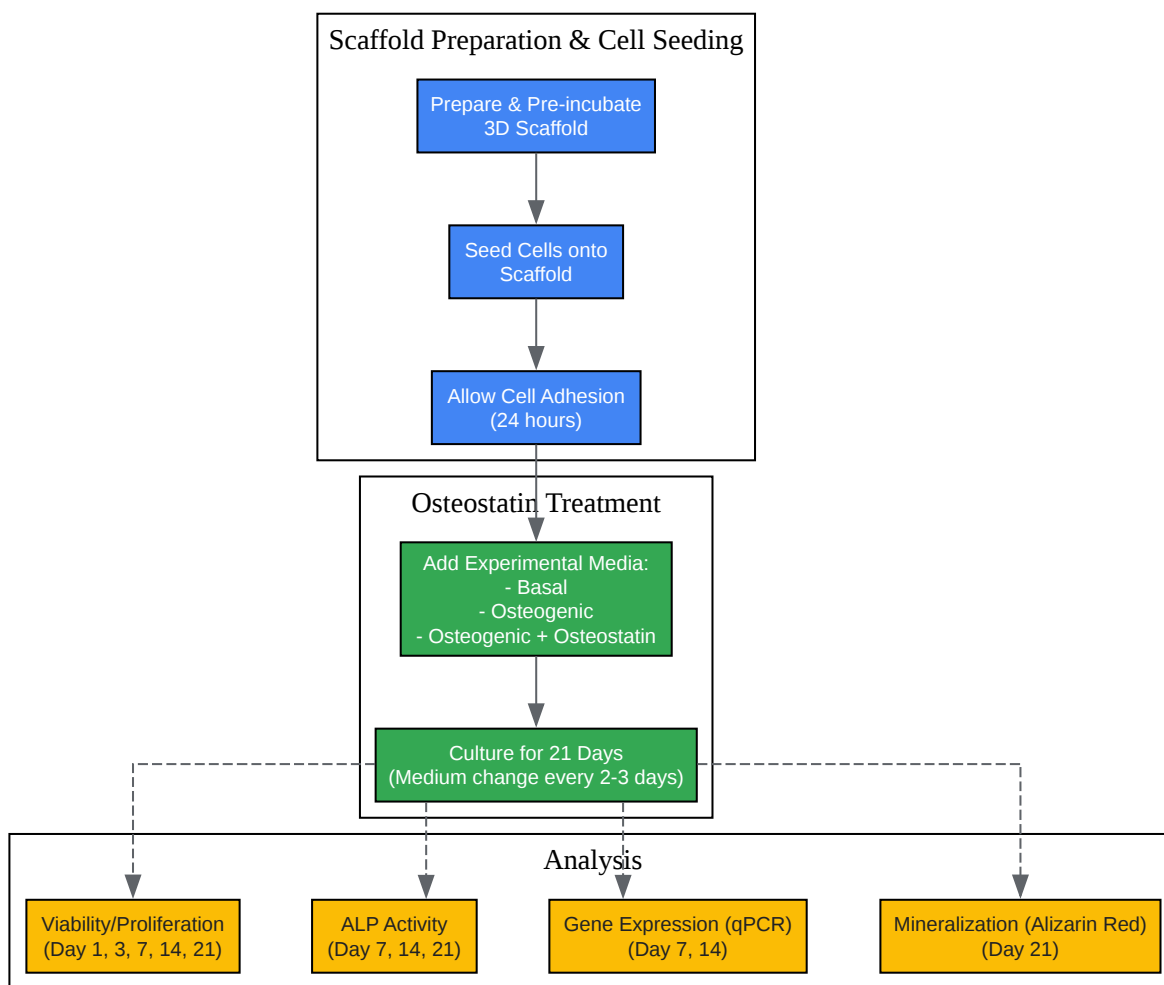 Scaffold Preparation & Cell Seeding
Prepare & Pre-incubate
3D Scaffold
Seed Cells onto
Scaffold
Allow Cell Adhesion
(24 hours)
Osteostatin Treatment
Add Experimental Media:
- Basal
- Osteogenic
- Osteogenic + Osteostatin
Culture for 21 Days
(Medium change every 2-3 days)
Analysis
Viability/Proliferation
(Day 1, 3, 7, 14, 21)
ALP Activity
(Day 7, 14, 21)
Gene Expression (qPCR)
(Day 7, 14)
Mineralization (Alizarin Red)
(Day 21)